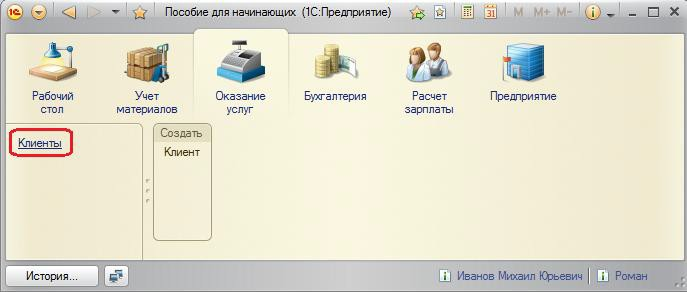 Пособие для начинающих (1С:Предприятие)
M M+ M-
Рабочий стол
Учет материалов
Оказание услуг
Бухгалтерия
Расчет зарплаты
Предприятие
Клиенты
Создать
Клиент
История...
Иванов Михаил Юрьевич
Роман